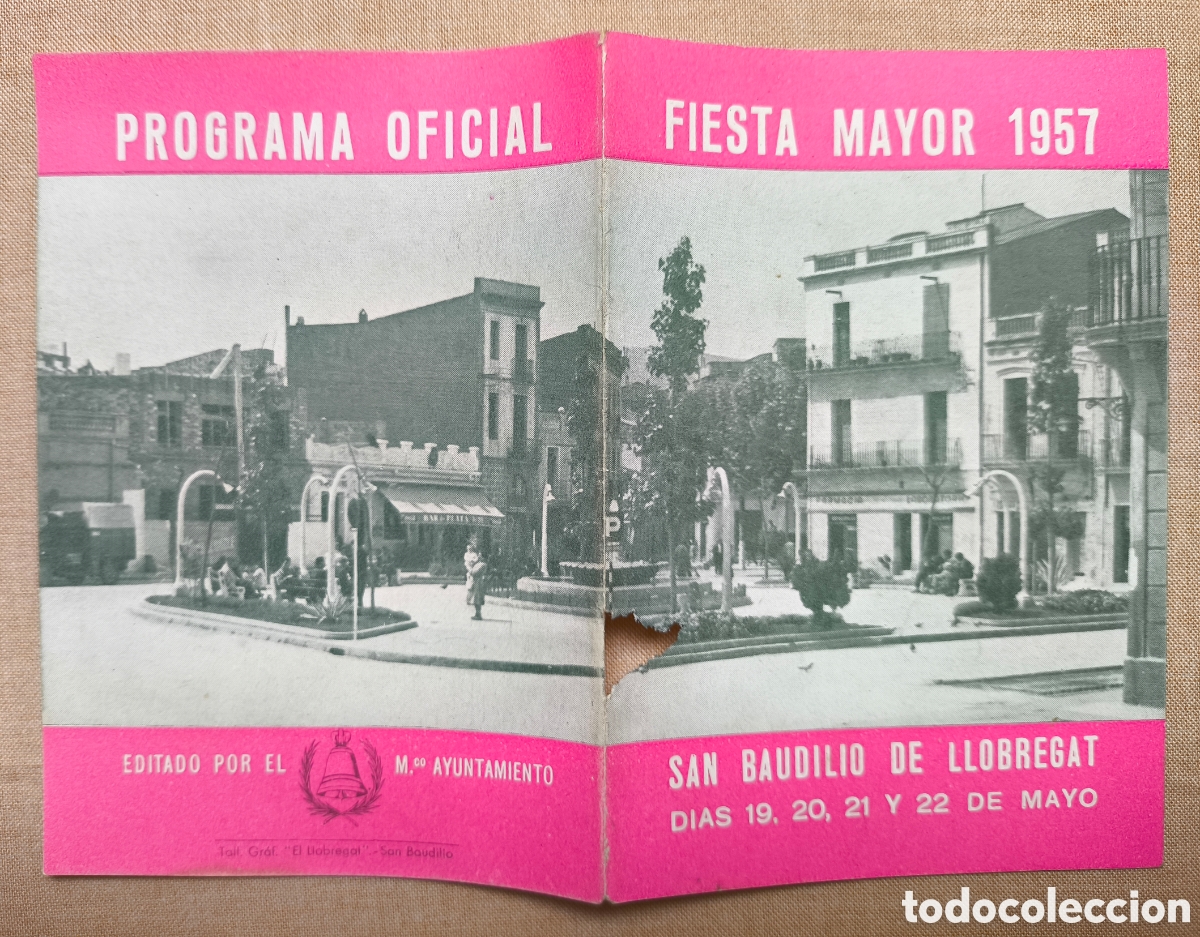 PROGRAMA OFICIAL
FIESTA MAYOR 1957
P
EDITADO POR EL M.co AYUNTAMIENTO
Tall. Gráf. "El Llobregat".-San Baudilio
SAN BAUDILIO DE LLOBREGAT
DIAS 19, 20, 21 Y 22 DE MAYO
todocoleccion